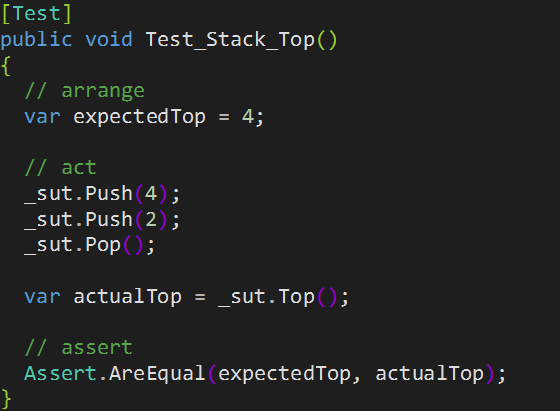 [Test]
public void Test_Stack_Top()
{
  // arrange
  var expectedTop = 4;

  // act
  _sut.Push(4);
  _sut.Push(2);
  _sut.Pop();

  var actualTop = _sut.Top();

  // assert
  Assert.AreEqual(expectedTop, actualTop);
}